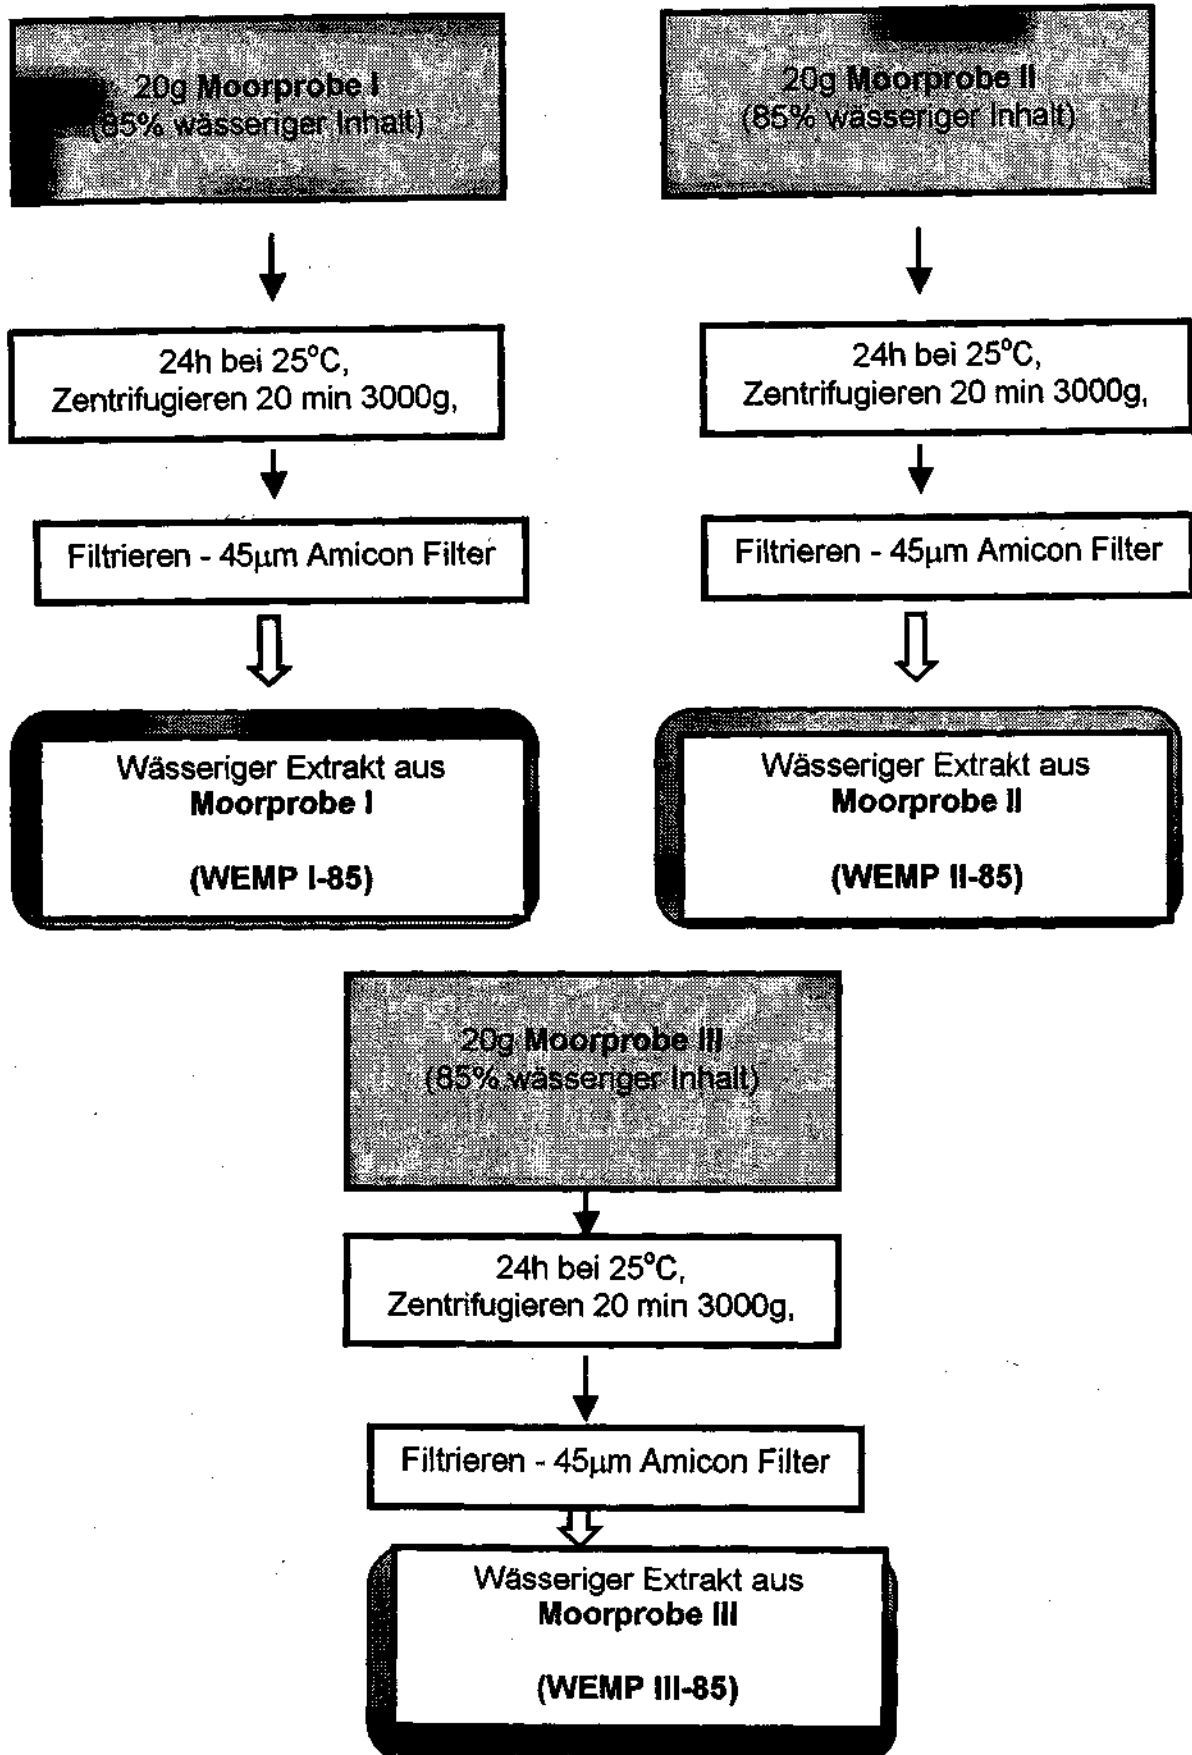 20g Moorprobe I
(85% wässeriger Inhalt)
24h bei 25°C,
Zentrifugieren 20 min 3000g,
Filtrieren - 45µm Amicon Filter
Wässeriger Extrakt aus
Moorprobe I
(WEMP I-85)
20g Moorprobe II
(85% wässeriger Inhalt)
24h bei 25°C,
Zentrifugieren 20 min 3000g,
Filtrieren - 45µm Amicon Filter
Wässeriger Extrakt aus
Moorprobe II
(WEMP II-85)
20g Moorprobe III
(85% wässeriger Inhalt)
24h bei 25°C,
Zentrifugieren 20 min 3000g,
Filtrieren - 45µm Amicon Filter
Wässeriger Extrakt aus
Moorprobe III
(WEMP III-85)